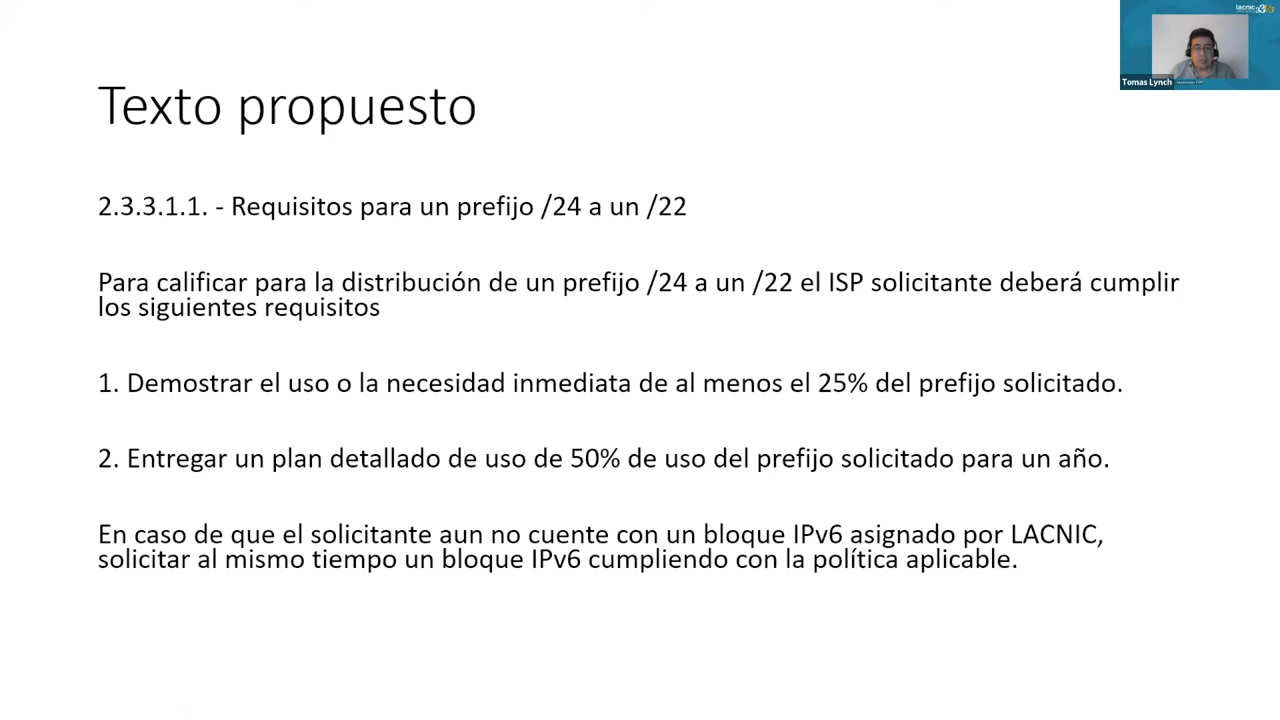 lacnic 33
Tomas Lynch
Texto propuesto
2.3.3.1.1. - Requisitos para un prefijo /24 a un /22
Para calificar para la distribución de un prefijo /24 a un /22 el ISP solicitante deberá cumplir
los siguientes requisitos
1. Demostrar el uso o la necesidad inmediata de al menos el 25% del prefijo solicitado.
2. Entregar un plan detallado de uso de 50% de uso del prefijo solicitado para un año.
En caso de que el solicitante aun no cuente con un bloque IPv6 asignado por LACNIC,
solicitar al mismo tiempo un bloque IPv6 cumpliendo con la política aplicable.